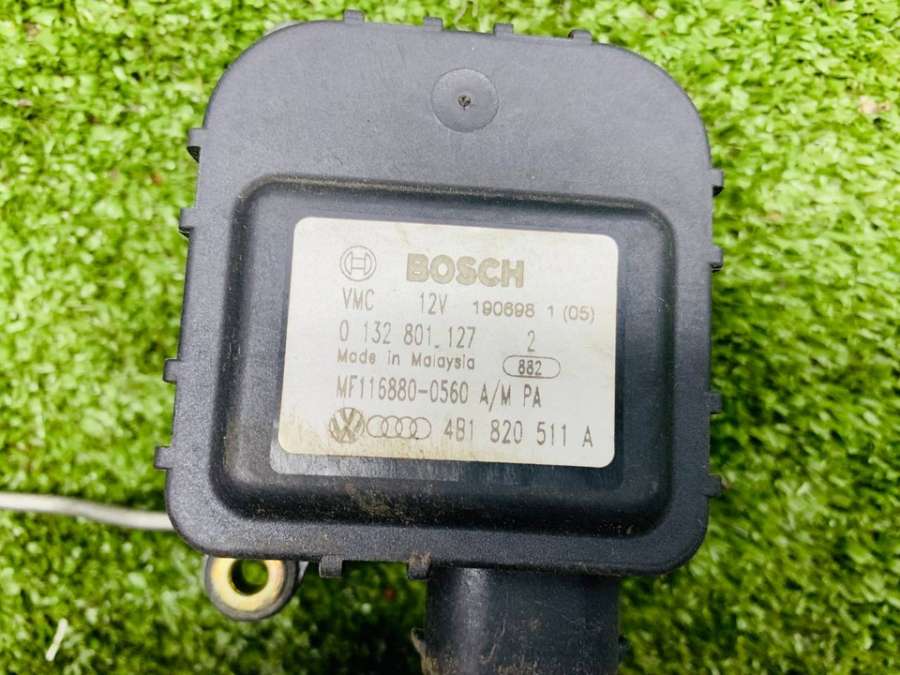 BOSCH
VMC 12V 190698 1 (05)
0 132 801 127 2
Made in Malaysia 882
MF116880-0560 A/M PA
4B1 820 511 A